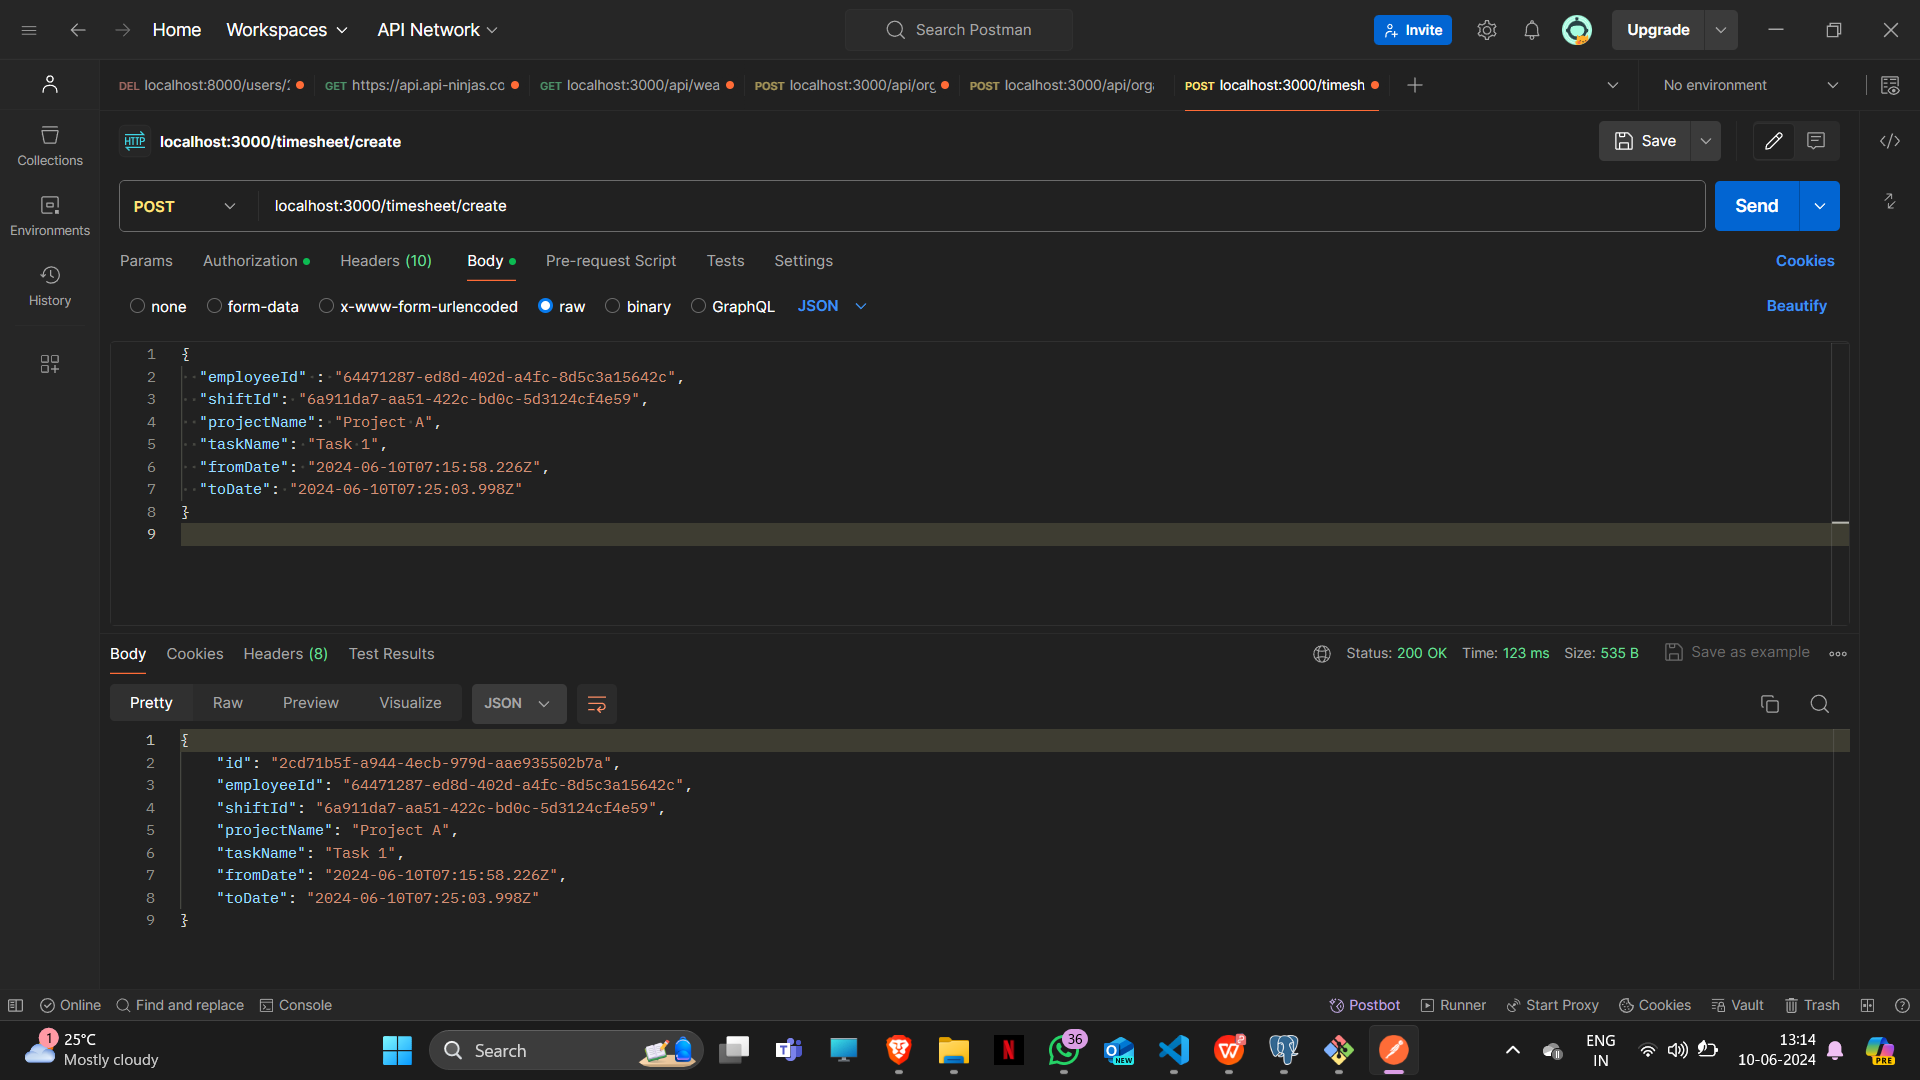 Home Workspaces API Network Search Postman Invite Upgrade
DEL localhost:8000/users/ GET https://api.api-ninjas.co GET localhost:3000/api/wea POST localhost:3000/api/org POST localhost:3000/api/orga POST localhost:3000/timesh No environment
HTTP localhost:3000/timesheet/create Save
Collections
Environments
History
POST localhost:3000/timesheet/create Send
Params Authorization Headers (10) Body Pre-request Script Tests Settings Cookies
none form-data x-www-form-urlencoded raw binary GraphQL JSON Beautify
1 {
2 "employeeId" : "64471287-ed8d-402d-a4fc-8d5c3a15642c",
3 "shiftId": "6a911da7-aa51-422c-bd0c-5d3124cf4e59",
4 "projectName": "Project A",
5 "taskName": "Task 1",
6 "fromDate": "2024-06-10T07:15:58.226Z",
7 "toDate": "2024-06-10T07:25:03.998Z"
8 }
9
Body Cookies Headers (8) Test Results Status: 200 OK Time: 123 ms Size: 535 B Save as example
Pretty Raw Preview Visualize JSON
1 {
2 "id": "2cd71b5f-a944-4ecb-979d-aae935502b7a",
3 "employeeId": "64471287-ed8d-402d-a4fc-8d5c3a15642c",
4 "shiftId": "6a911da7-aa51-422c-bd0c-5d3124cf4e59",
5 "projectName": "Project A",
6 "taskName": "Task 1",
7 "fromDate": "2024-06-10T07:15:58.226Z",
8 "toDate": "2024-06-10T07:25:03.998Z"
9 }
Online Find and replace Console Postbot Runner Start Proxy Cookies Vault Trash
1 25°C
Mostly cloudy
Search
36
NEW
ENG
IN
13:14
10-06-2024
PRE